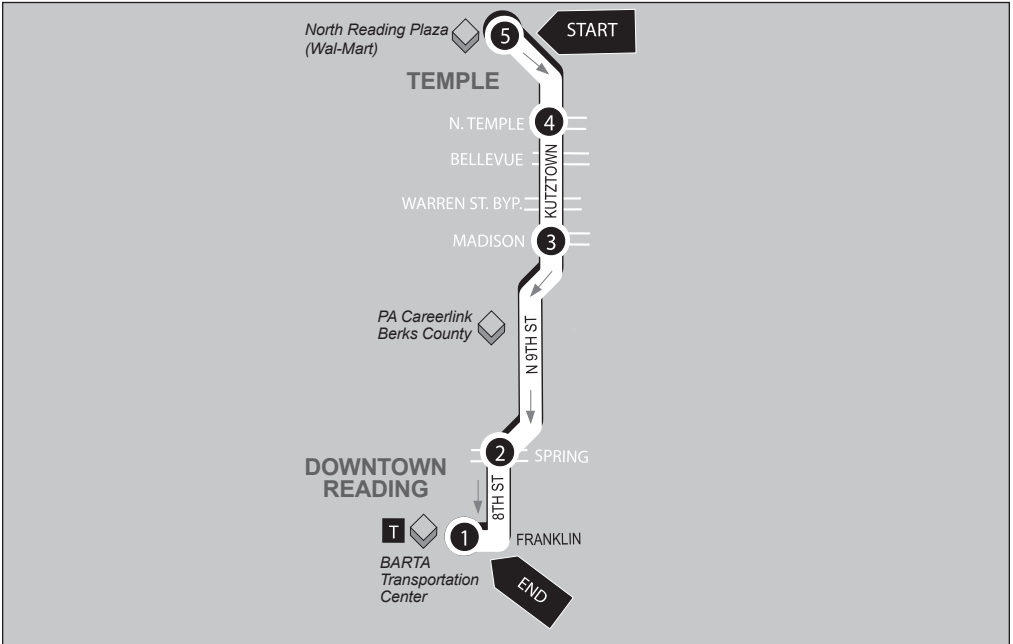 North Reading Plaza
(Wal-Mart)
5
START
TEMPLE
N. TEMPLE
4
BELLEVUE
KUTZTOWN
WARREN ST. BYP.
MADISON
3
PA Careerlink
Berks County
N 9TH ST
2
SPRING
DOWNTOWN
READING
8TH ST
T
1
FRANKLIN
BARTA
Transportation
Center
END